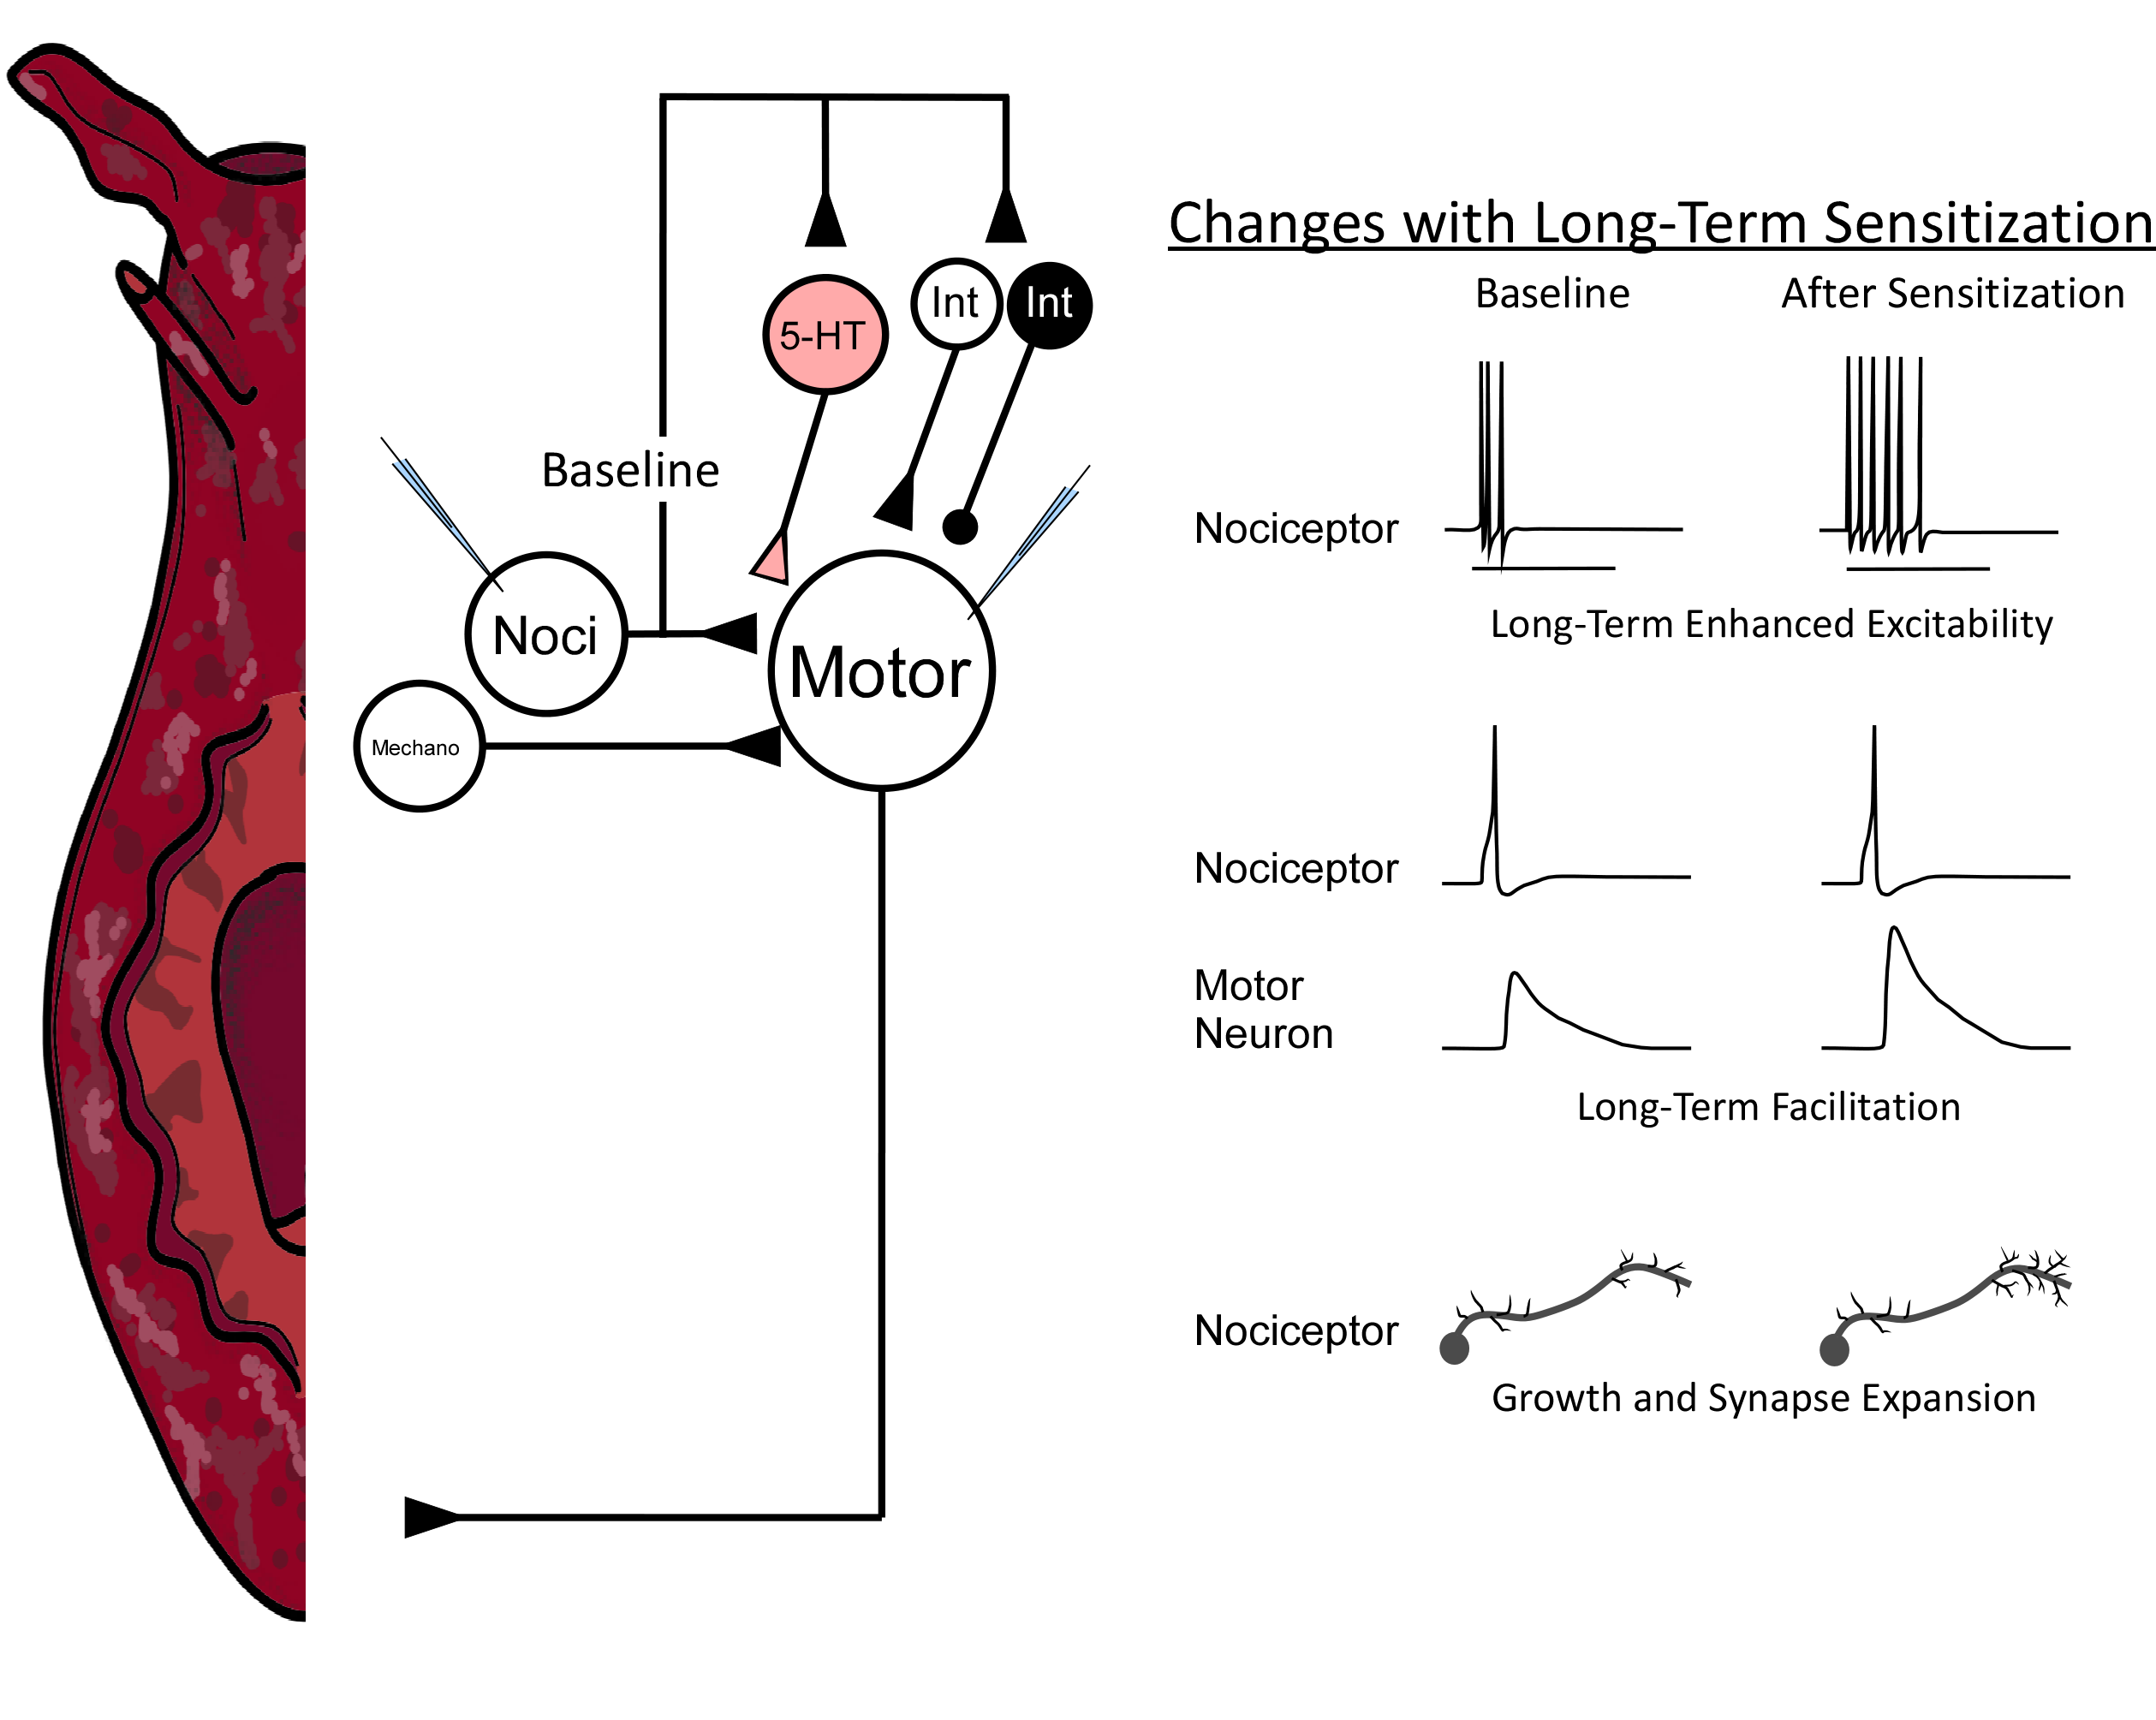 Changes with Long-Term Sensitization
Baseline
After Sensitization
5-HT
Int
Int
Baseline
Noci
Motor
Mechano
Nociceptor
Long-Term Enhanced Excitability
Nociceptor
Motor
Neuron
Long-Term Facilitation
Nociceptor
Growth and Synapse Expansion